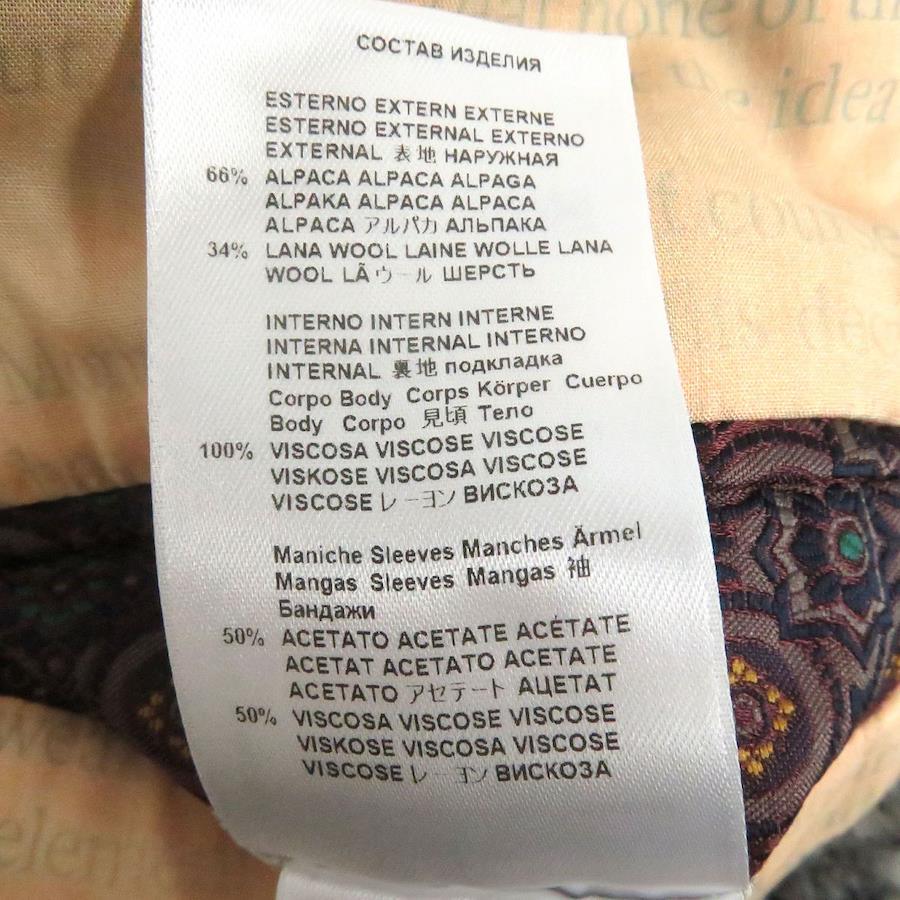 СОСТАВ ИЗДЕЛИЯ
ESTERNO EXTERN EXTERNE
ESTERNO EXTERNAL EXTERNO
EXTERNAL 表地 НАРУЖНАЯ
66% ALPACA ALPACA ALPAGA
ALPAKA ALPACA ALPACA
ALPACA アルパカ АЛЬПАКА
34% LANA WOOL LAINE WOLLE LANA
WOOL LÃ ウール ШЕРСТЬ
INTERNO INTERN INTERNE
INTERNA INTERNAL INTERNO
INTERNAL 裏地 подкладка
Corpo Body Corps Körper Cuerpo
Body Corpo 見頃 Тело
100% VISCOSA VISCOSE VISCOSE
VISKOSE VISCOSA VISCOSE
VISCOSE レーヨン ВИСКОЗА
Maniche Sleeves Manches Ärmel
Mangas Sleeves Mangas 袖
Бандажи
50% ACETATO ACETATE ACÉTATE
ACETAT ACETATO ACETATE
ACETATO アセテート АЦЕТАТ
50% VISCOSA VISCOSE VISCOSE
VISKOSE VISCOSA VISCOSE
VISCOSE レーヨン ВИСКОЗА
none of
the idea